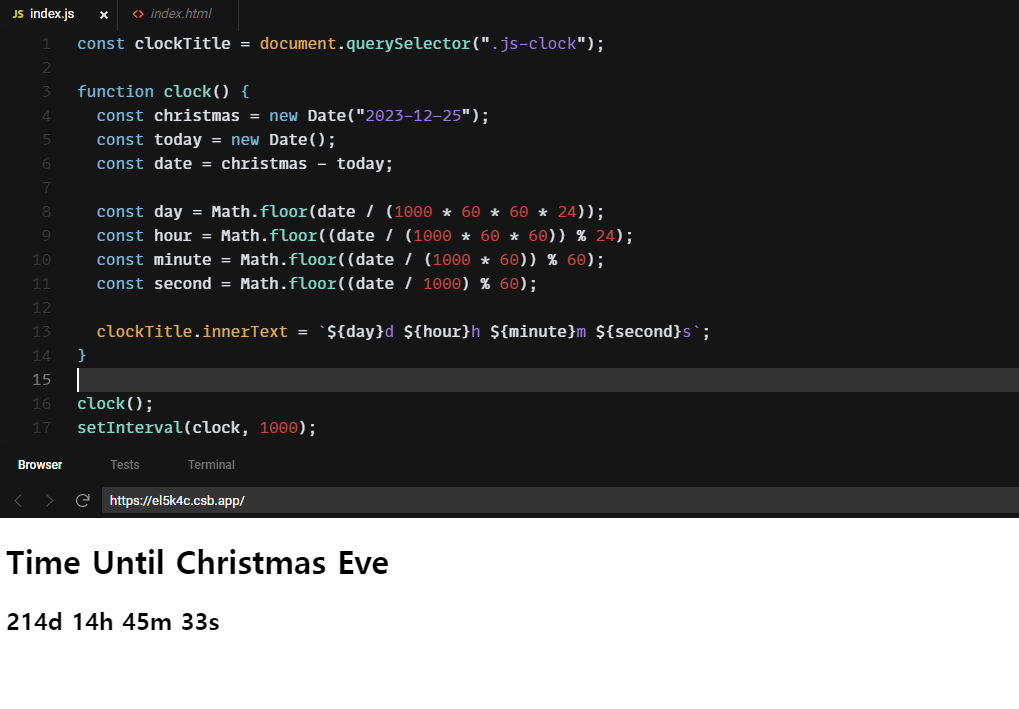 JS index.js × <> index.html
1 const clockTitle = document.querySelector(".js-clock");
2
3 function clock() {
4 const christmas = new Date("2023-12-25");
5 const today = new Date();
6 const date = christmas - today;
7
8 const day = Math.floor(date / (1000 * 60 * 60 * 24));
9 const hour = Math.floor((date / (1000 * 60 * 60)) % 24);
10 const minute = Math.floor((date / (1000 * 60)) % 60);
11 const second = Math.floor((date / 1000) % 60);
12
13 clockTitle.innerText = `${day}d ${hour}h ${minute}m ${second}s`;
14 }
15
16 clock();
17 setInterval(clock, 1000);
Browser Tests Terminal
https://el5k4c.csb.app/
Time Until Christmas Eve
214d 14h 45m 33s